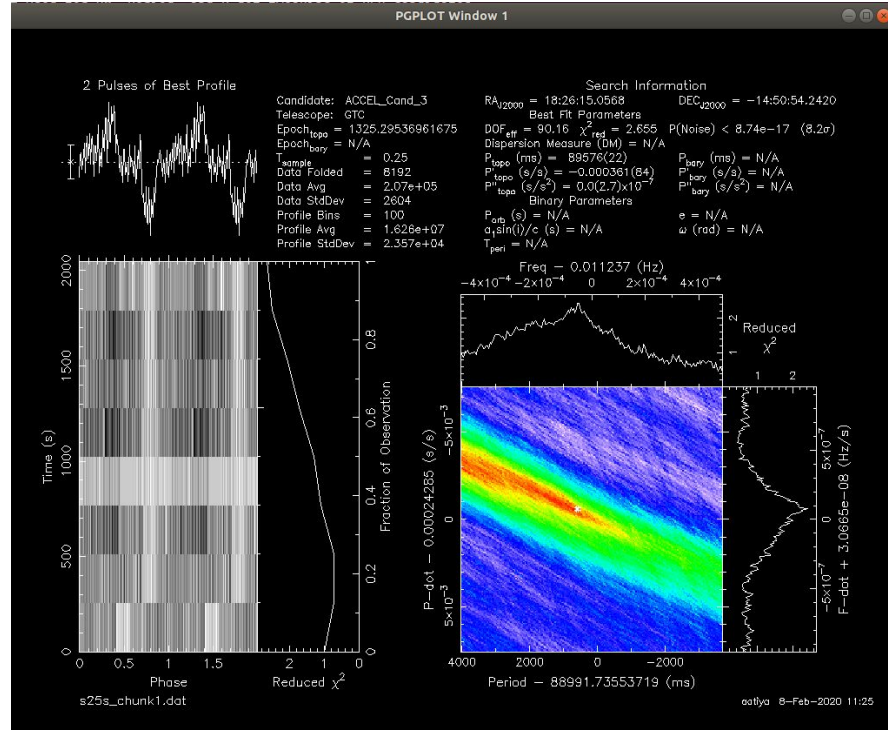 PGPLOT Window 1
2 Pulses of Best Profile
Search Information
Candidate: ACCEL_Cand_3
RA_J2000 = 18:26:15.0568 DEC_J2000 = −14:50:54.2420
Telescope: GTC
Best Fit Parameters
Epoch_topo = 1325.29536961675
DOF_eff = 90.16 χ²_red = 2.655 P(Noise) < 8.74e−17 (8.2σ)
Epoch_bary = N/A
Dispersion Measure (DM) = N/A
T_sample = 0.25
P_topo (ms) = 89576(22) P_bary (ms) = N/A
Data Folded = 8192
P'_topo (s/s) = −0.000361(84) P'_bary (s/s) = N/A
Data Avg = 2.07e+05
P''_topo (s/s²) = 0.0(2.7)x10⁻⁷ P''_bary (s/s²) = N/A
Data StdDev = 2604
Binary Parameters
Profile Bins = 100
P_orb (s) = N/A e = N/A
Profile Avg = 1.626e+07
a₁sin(i)/c (s) = N/A ω (rad) = N/A
Profile StdDev = 2.357e+04
T_peri = N/A
Freq − 0.011237 (Hz)
−4×10⁻⁴ −2×10⁻⁴ 0 2×10⁻⁴ 4×10⁻⁴
1 2
Reduced χ²
1 2
Time (s)
0 500 1000 1500 2000
Fraction of Observation
0 0.2 0.4 0.6 0.8 1
P−dot − 0.00024285 (s/s)
−5×10⁻³ 0 5×10⁻³
5×10⁻⁷ 0 −5×10⁻⁷
F−dot + 3.0665e−08 (Hz/s)
0 0.5 1 1.5
2 1 0
4000 2000 0 −2000
Phase
Reduced χ²
Period − 88991.73553719 (ms)
s25s_chunk1.dat
aatiya 8−Feb−2020 11:25